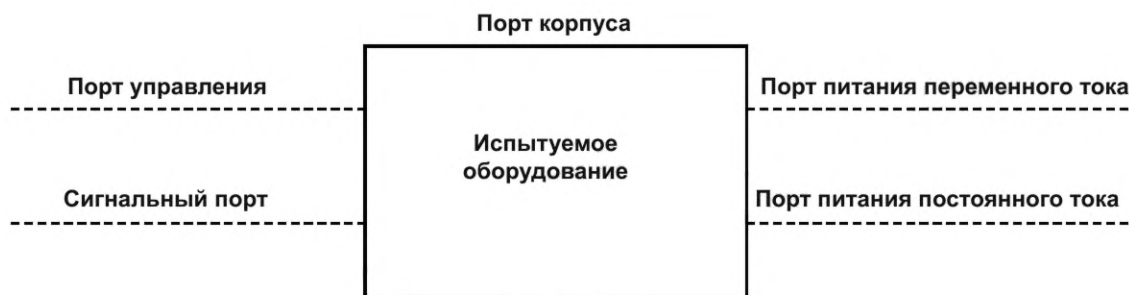 Порт корпуса
Порт управления
Порт питания переменного тока
Испытуемое
оборудование
Сигнальный порт
Порт питания постоянного тока